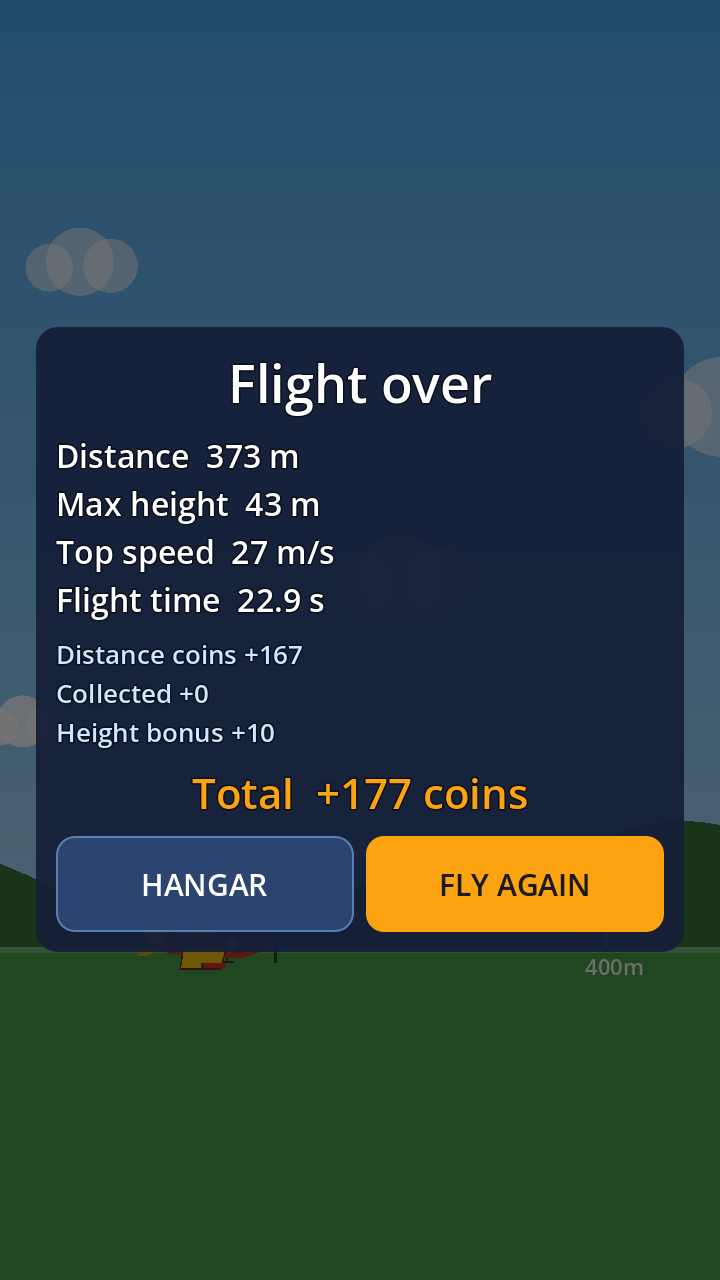 Flight over
Distance 373 m
Max height 43 m
Top speed 27 m/s
Flight time 22.9 s
Distance coins +167
Collected +0
Height bonus +10
Total +177 coins
HANGAR
FLY AGAIN
400m